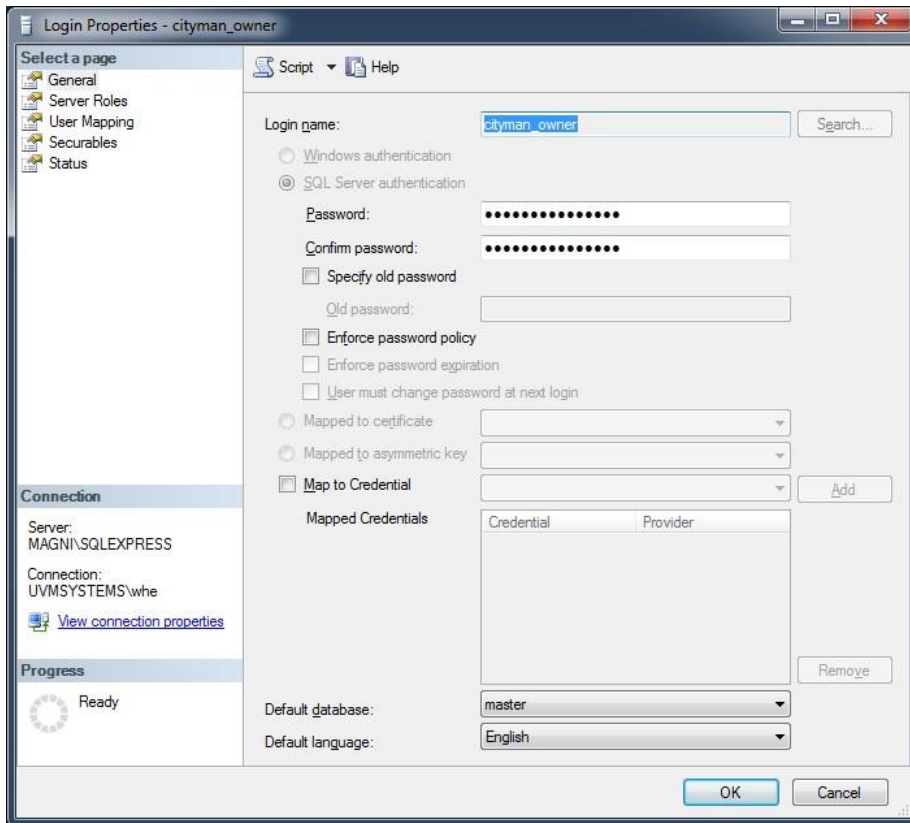 Login Properties - cityman_owner
Select a page
General
Server Roles
User Mapping
Securables
Status
Script Help
Login name: cityman_owner Search...
Windows authentication
SQL Server authentication
Password: ●●●●●●●●●●●●●●●
Confirm password: ●●●●●●●●●●●●●●●
Specify old password
Old password:
Enforce password policy
Enforce password expiration
User must change password at next login
Mapped to certificate
Mapped to asymmetric key
Map to Credential Add
Mapped Credentials Credential Provider
Remove
Default database: master
Default language: English
Connection
Server:
MAGNI\SQLEXPRESS
Connection:
UVMSYSTEMS\whe
View connection properties
Progress
Ready
OK Cancel